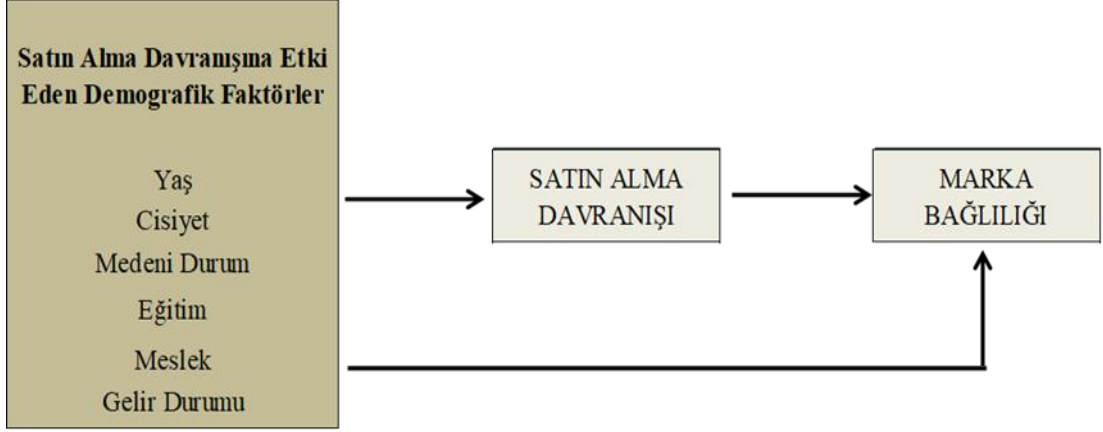 Satın Alma Davranışına Etki
Eden Demografik Faktörler
Yaş
Cisiyet
Medeni Durum
Eğitim
Meslek
Gelir Durumu
SATIN ALMA
DAVRANIŞI
MARKA
BAĞLILIĞI